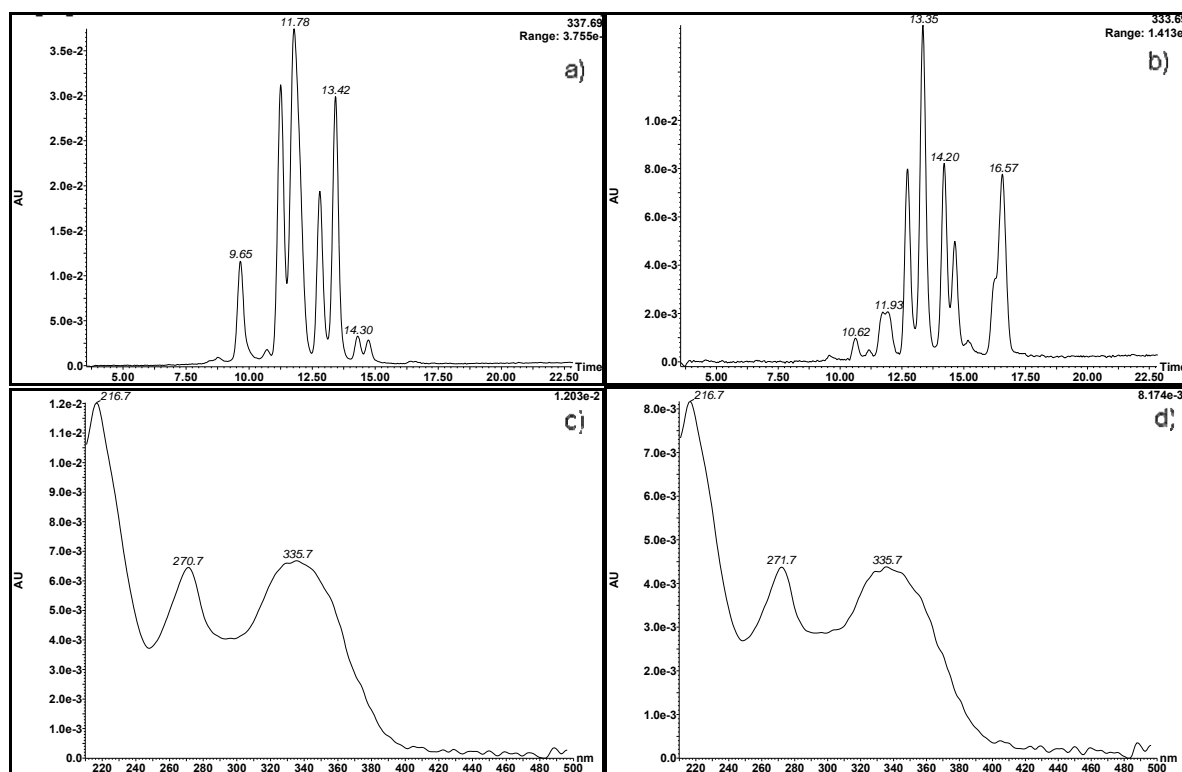 337.69
Range: 3.755e-
a)
AU
3.5e-2
3.0e-2
2.5e-2
2.0e-2
1.5e-2
1.0e-2
5.0e-3
0.0
9.65
11.78
13.42
14.30
5.00 7.50 10.00 12.50 15.00 17.50 20.00 22.50 Time
Range: 1.413e
b)
AU
1.0e-2
8.0e-3
6.0e-3
4.0e-3
2.0e-3
0.0
10.62
11.93
13.35
14.20
16.57
5.00 7.50 10.00 12.50 15.00 17.50 20.00 22.50 Time
1.203e-2
c)
AU
1.2e-2
1.1e-2
1.0e-2
9.0e-3
8.0e-3
7.0e-3
6.0e-3
5.0e-3
4.0e-3
3.0e-3
2.0e-3
1.0e-3
0.0
216.7
270.7
335.7
220 240 260 280 300 320 340 360 380 400 420 440 460 480 500 nm
8.174e-3
d)
AU
8.0e-3
7.0e-3
6.0e-3
5.0e-3
4.0e-3
3.0e-3
2.0e-3
1.0e-3
0.0
216.7
271.7
335.7
220 240 260 280 300 320 340 360 380 400 420 440 460 480 500 nm